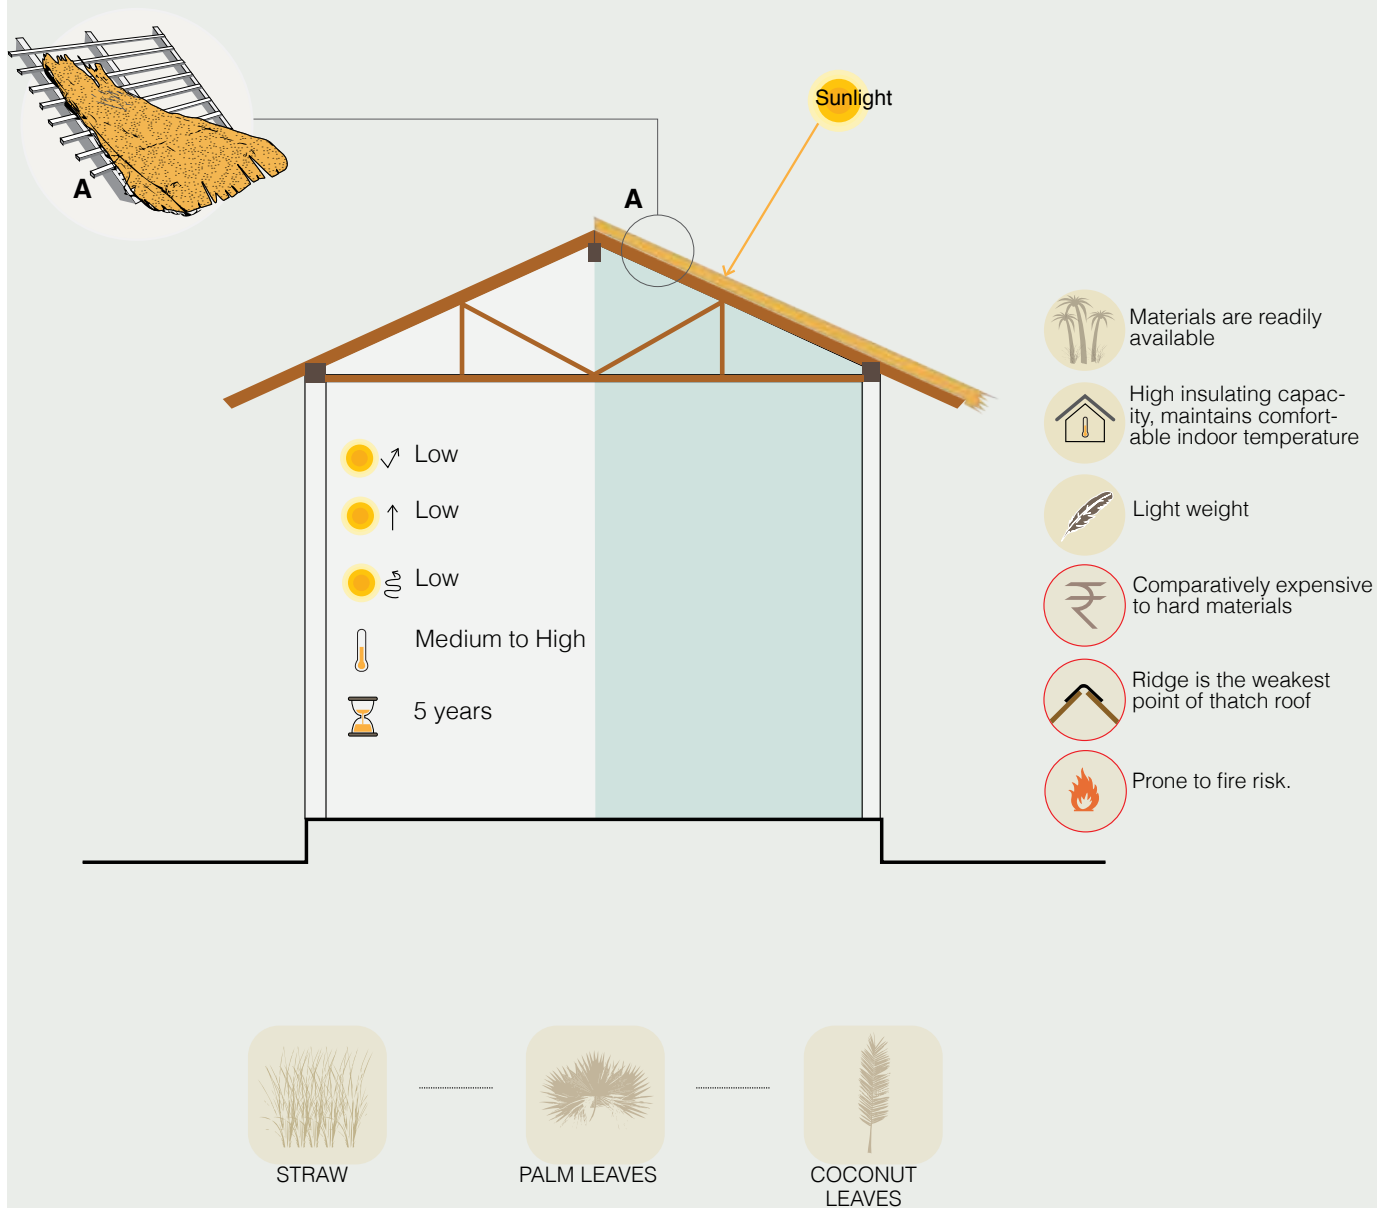 A
Sunlight
A
Low
Low
Low
Medium to High
5 years
Materials are readily
available
High insulating capac-
ity, maintains comfort-
able indoor temperature
Light weight
₹
Comparatively expensive
to hard materials
Ridge is the weakest
point of thatch roof
Prone to fire risk.
STRAW
PALM LEAVES
COCONUT
LEAVES